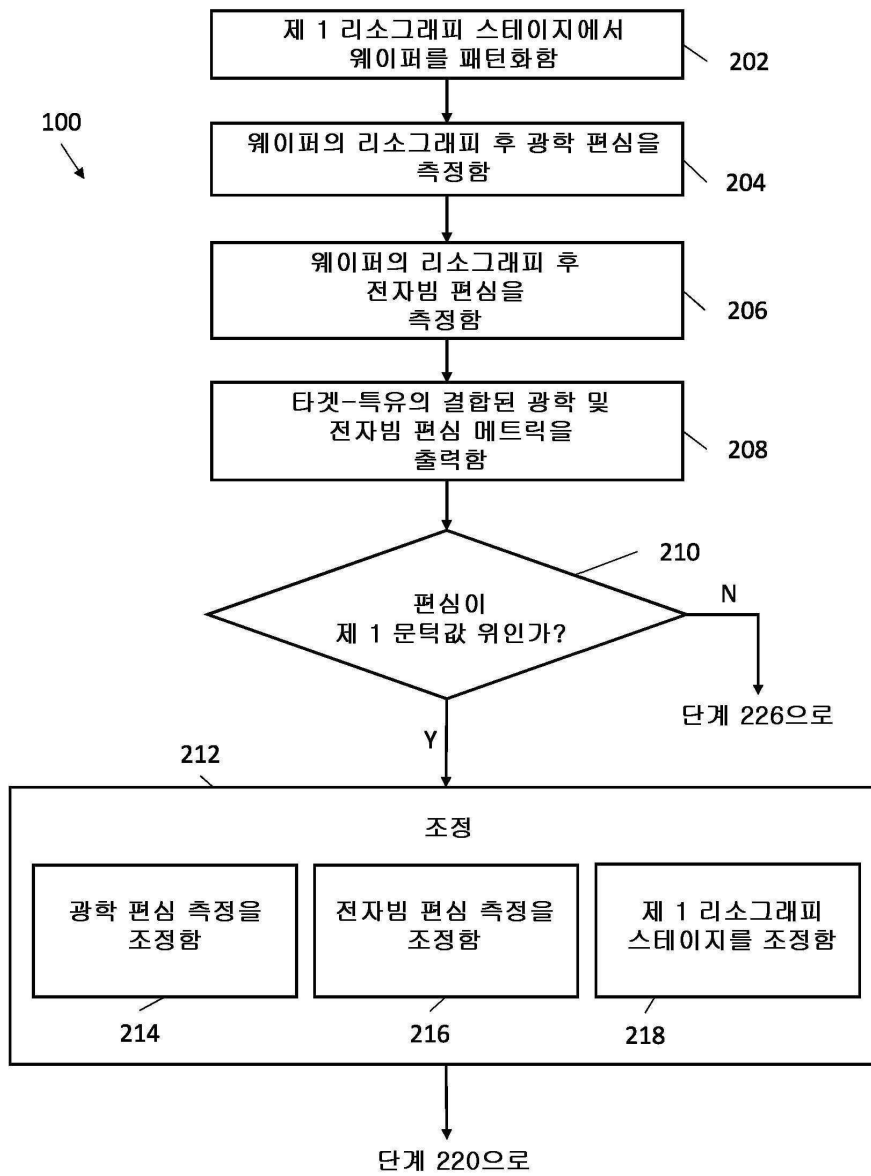 제 1 리소그래피 스테이지에서
웨이퍼를 패턴화함
202
100
웨이퍼의 리소그래피 후 광학 편심을
측정함
204
웨이퍼의 리소그래피 후
전자빔 편심을
측정함
206
타겟-특유의 결합된 광학 및
전자빔 편심 메트릭을
출력함
208
210
편심이
제 1 문턱값 위인가?
N
단계 226으로
Y
212
조정
광학 편심 측정을
조정함
214
전자빔 편심 측정을
조정함
216
제 1 리소그래피
스테이지를 조정함
218
단계 220으로